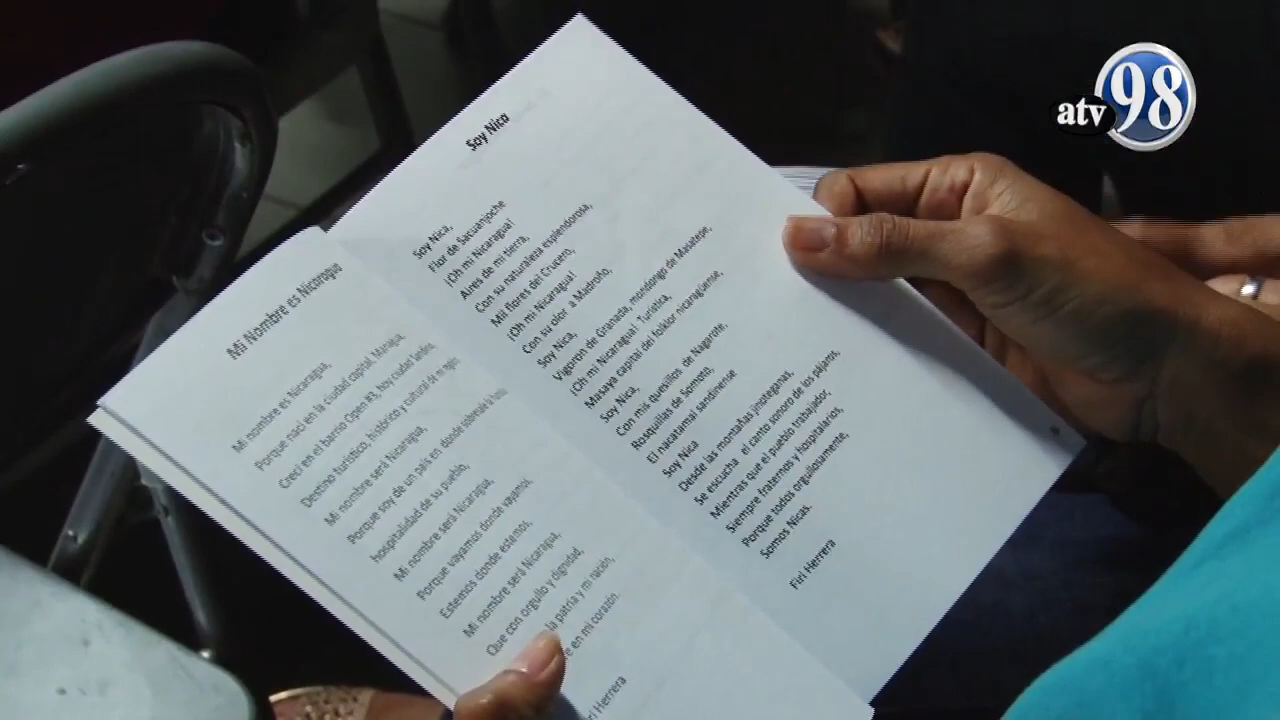 Mi Nombre es Nicaragua
Mi nombre es Nicaragua,
Porque nací en la ciudad capital, Managua,
Crecí en el barrio Open #3, hoy ciudad Sandino
Destino turístico, histórico y cultural de mi
Mi nombre será Nicaragua,
Porque soy de un país en donde sobresale la
hospitalidad de su pueblo,
Mi nombre será Nicaragua,
Porque vayamos donde vayamos,
Estemos donde estemos,
Mi nombre será Nicaragua,
Que con orgullo y dignidad,
la patria y mi nación,
en mi corazón.
Herrera
Soy Nica
Soy Nica,
Flor de Sacuanjoche
¡Oh mi Nicaragua!
Aires de mi tierra,
Con su naturaleza esplendorosa,
Mil flores del Crucero,
¡Oh mi Nicaragua!
Con su olor a Madroño,
Soy Nica,
Vigoron de Granada, mondongo de Masatepe,
¡Oh mi Nicaragua! Turística,
Masaya capital del folklor nicaragüense,
Soy Nica,
Con mis quesillos de Nagarote,
Rosquillas de Somoto,
El nacatamal sandinense
Soy Nica
Desde las montañas jinoteganas,
Se escucha el canto sonoro de los pájaros,
Mientras que el pueblo trabajador,
Siempre fraternos y hospitalarios,
Porque todos orgullosamente,
Somos Nicas.
Firi Herrera
atv 98